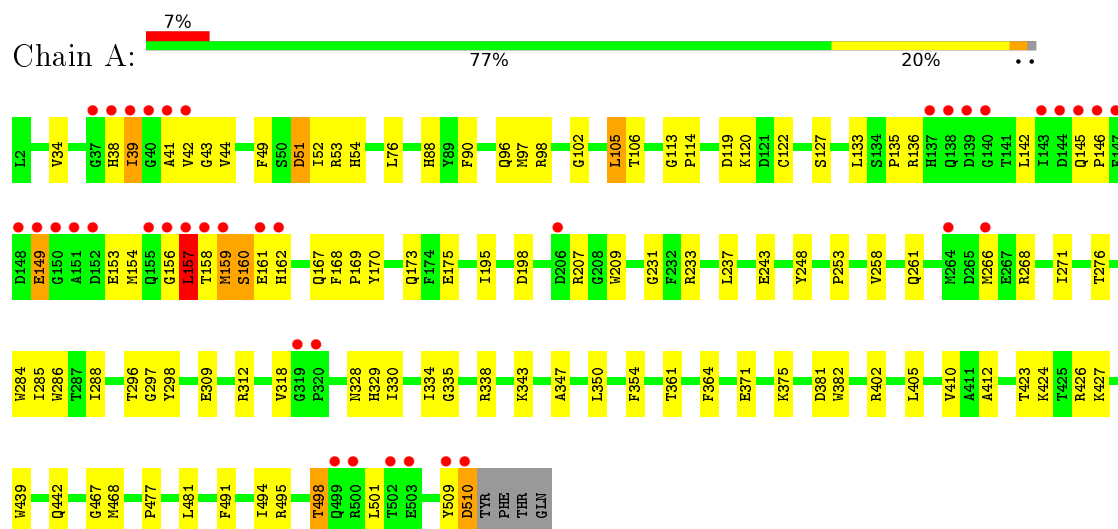 7%
Chain A:
77% 20% • •
L2 V34 G37 H38 I39 G40 A41 V42 G43 V44 F49 S50 D51 I52 R53 H54 L76 H88 Y89 F90 Q96 M97 R98 G102 L105 T106 G113 P114 D119 K120 D121 C122 S127 L133 S134 P135 R136 H137 Q138 D139 G140 T141 L142 I143 D144 Q145 P146 E147
D148 E149 G150 A151 D152 E153 M154 Q155 G156 L157 T158 M159 S160 E161 H162 Q167 F168 P169 Y170 Q173 F174 E175 I195 D198 D206 R207 G208 W209 G231 F232 R233 L237 E243 Y248 P253 V258 Q261 M264 D265 M266 E267 R268 I271 T276
W284 I285 W286 T287 I288 T296 G297 Y298 E309 R312 V318 G319 P320 N328 H329 I330 I334 G335 R338 K343 A347 L350 F354 T361 F364 E371 K375 D381 W382 R402 L405 V410 A411 A412 T423 K424 T425 R426 K427
W439 Q442 G467 M468 P477 L481 F491 I494 R495 T498 Q499 R500 L501 T502 E503 Y509 D510 TYR PHE THR GLN